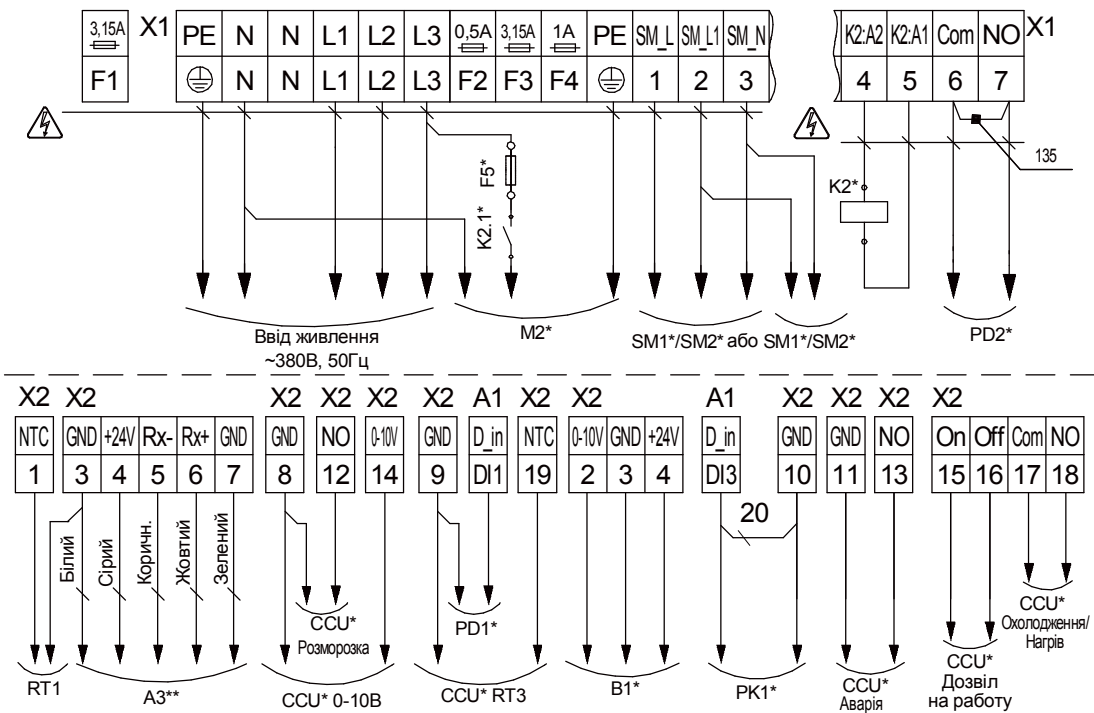 3,15A X1 PE N N L1 L2 L3 0,5A 3,15A 1A PE SM_L SM_L1 SM_N K2:A2 K2:A1 Com NO X1
F1 N N L1 L2 L3 F2 F3 F4 1 2 3 4 5 6 7
135
F5*
K2.1*
K2*
Ввід живлення
~380В, 50Гц
M2*
SM1*/SM2* або SM1*/SM2*
PD2*
X2 X2 X2 X2 X2 X2 A1 X2 X2 A1 X2 X2 X2 X2
NTC GND +24V Rx- Rx+ GND GND NO 0-10V GND D_in NTC 0-10V GND +24V D_in GND GND NO On Off Com NO
1 3 4 5 6 7 8 12 14 9 DI1 19 2 3 4 DI3 10 11 13 15 16 17 18
20
Білий
Сірий
Коричн.
Жовтий
Зелений
CCU*
Розморозка
PD1*
CCU*
Охолодження/
Нагрів
RT1
A3**
CCU* 0-10В
CCU* RT3
B1*
PK1*
CCU*
Аварія
CCU*
Дозвіл
на работу